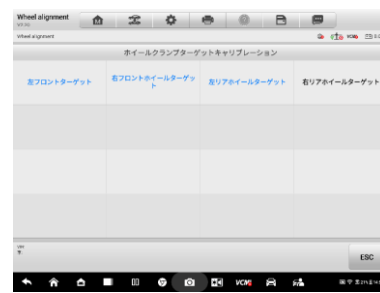 Wheel alignment
Wheel alignment
VCMI
ホイールクランプターゲットキャリブレーション
左フロントターゲット
右フロントホイールターゲッ
ト
左リアホイールターゲット
右リアホイールターゲット
ESC
VCMI